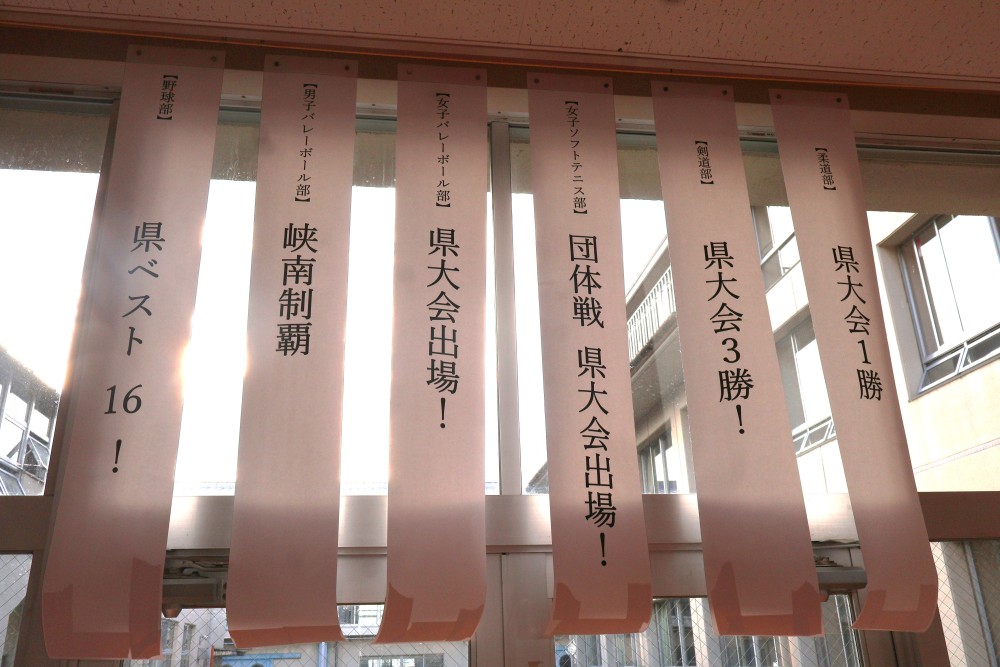 【野球部】 県ベスト 16 !
【男子バレーボール部】 峡南制覇
【女子バレーボール部】 県大会出場!
【女子ソフトテニス部】 団体戦 県大会出場!
【剣道部】 県大会3勝!
【柔道部】 県大会1勝